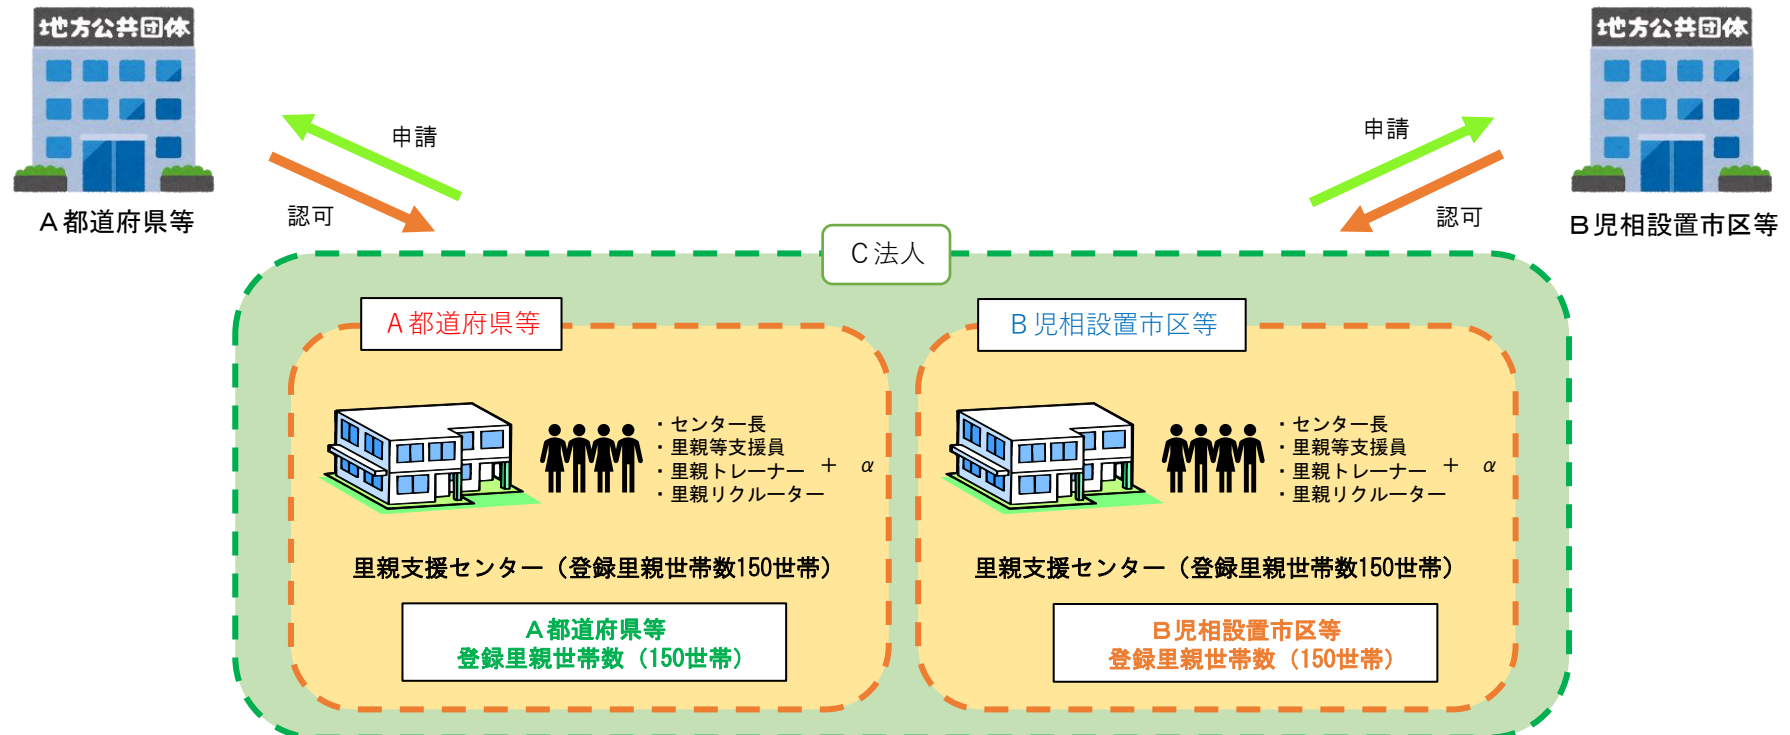 地方公共団体
A都道府県等
申請
認可
地方公共団体
B児相設置市区等
申請
認可
C法人
A都道府県等
・センター長
・里親等支援員
・里親トレーナー
・里親リクルーター
+ α
里親支援センター（登録里親世帯数150世帯）
A都道府県等
登録里親世帯数（150世帯）
B児相設置市区等
・センター長
・里親等支援員
・里親トレーナー
・里親リクルーター
+ α
里親支援センター（登録里親世帯数150世帯）
B児相設置市区等
登録里親世帯数（150世帯）